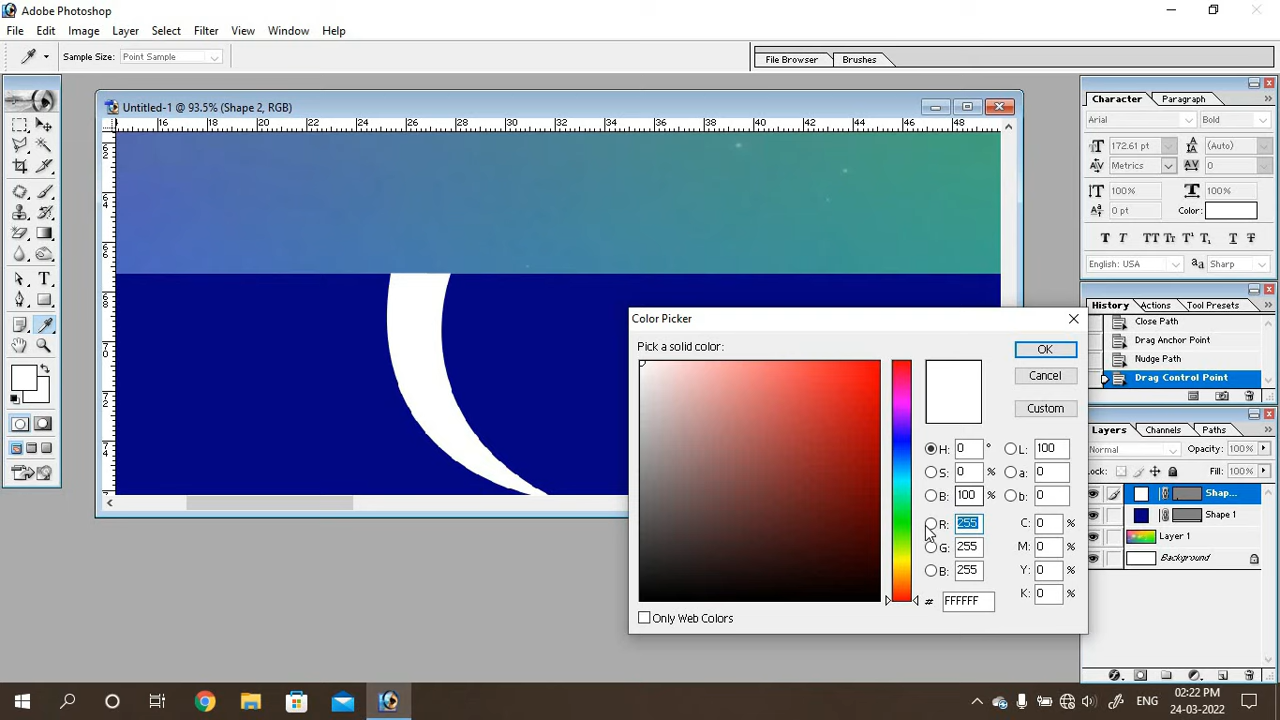 Adobe Photoshop
File Edit Image Layer Select Filter View Window Help
Sample Size: Point Sample File Browser Brushes
Untitled-1 @ 93.5% (Shape 2, RGB)
16 18 20 22 24 26 28 30 32 34 36 38 40 42 44 46 48
Character Paragraph
Arial Bold
172.61 pt (Auto)
Metrics 0
100% 100%
0 pt Color:
English: USA Sharp
History Actions Tool Presets
Close Path
Drag Anchor Point
Nudge Path
Drag Control Point
Layers Channels Paths
Normal Opacity: 100%
Lock: Fill: 100%
Shap...
Shape 1
Layer 1
Background
Color Picker
Pick a solid color:
OK
Cancel
Custom
H: 0 ° L: 100
S: 0 % a: 0
B: 100 % b: 0
R: 255 C: 0 %
G: 255 M: 0 %
B: 255 Y: 0 %
# FFFFFF K: 0 %
Only Web Colors
ENG 02:22 PM
24-03-2022